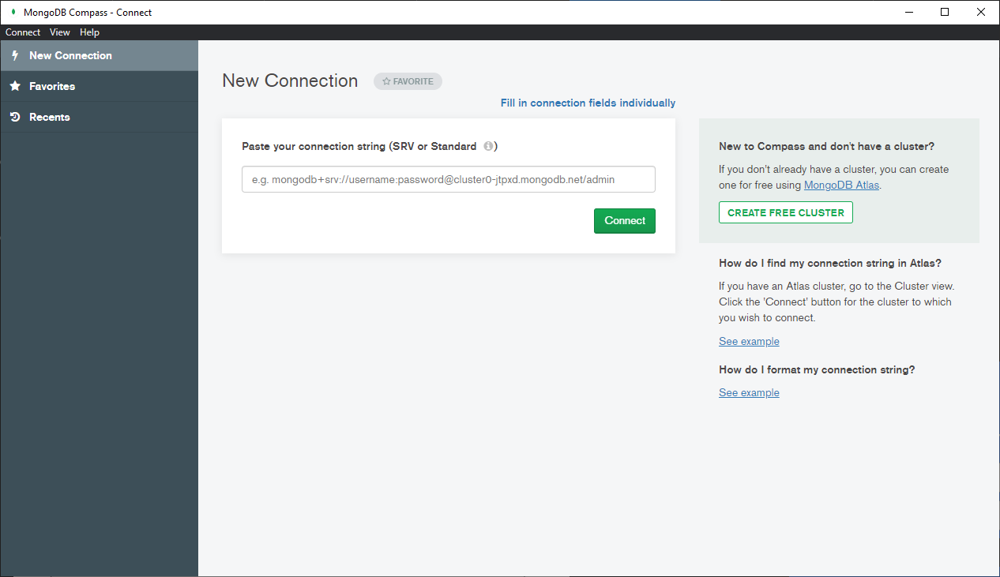 MongoDB Compass - Connect
Connect View Help
New Connection
Favorites
Recents
New Connection
FAVORITE
Fill in connection fields individually
Paste your connection string (SRV or Standard )
e.g. mongodb+srv://username:password@cluster0-jtpxd.mongodb.net/admin
Connect
New to Compass and don't have a cluster?
If you don't already have a cluster, you can create
one for free using MongoDB Atlas.
CREATE FREE CLUSTER
How do I find my connection string in Atlas?
If you have an Atlas cluster, go to the Cluster view.
Click the 'Connect' button for the cluster to which
you wish to connect.
See example
How do I format my connection string?
See example